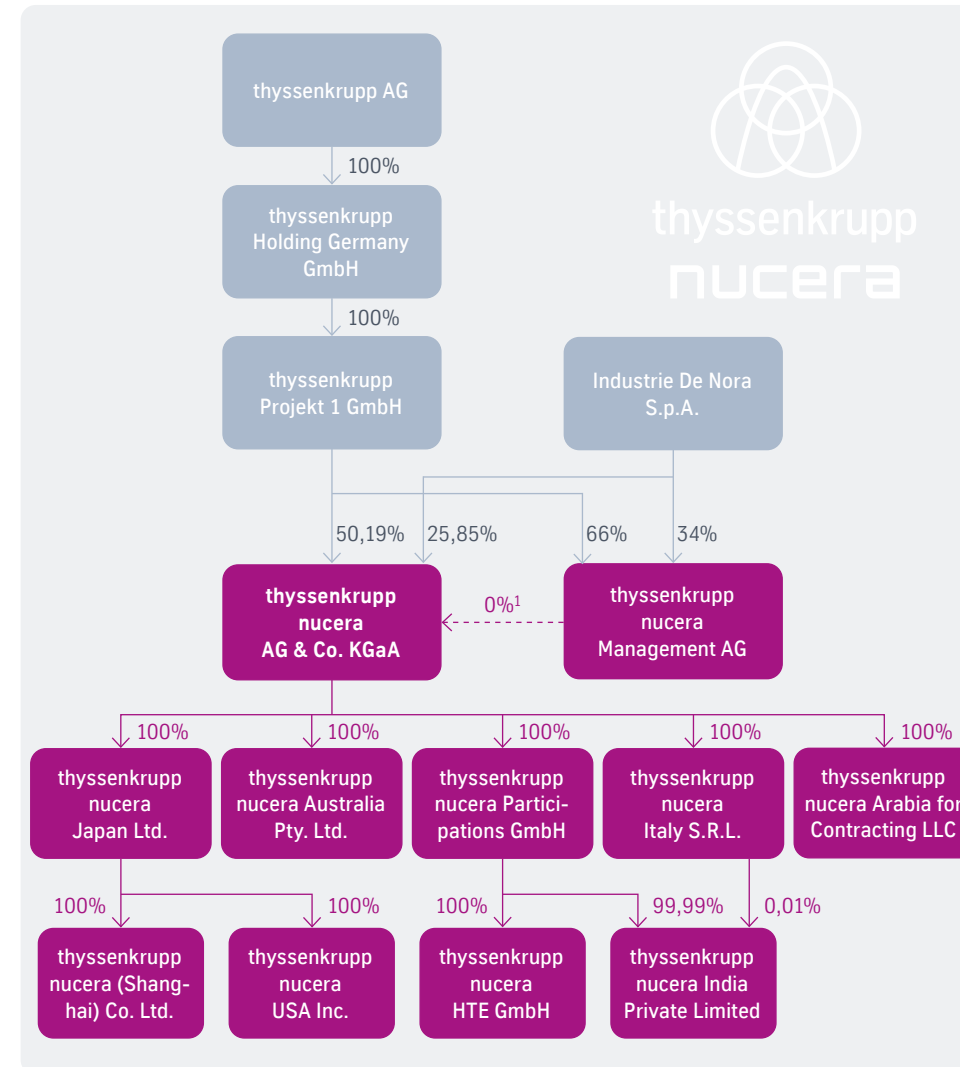 thyssenkrupp AG
thyssenkrupp
nucera
100%
thyssenkrupp
Holding Germany
GmbH
100%
thyssenkrupp
Projekt 1 GmbH
Industrie De Nora
S.p.A.
50,19%
25,85%
66%
34%
thyssenkrupp
nucera
AG & Co. KGaA
0%¹
thyssenkrupp
nucera
Management AG
100%
100%
100%
100%
100%
thyssenkrupp
nucera
Japan Ltd.
thyssenkrupp
nucera Australia
Pty. Ltd.
thyssenkrupp
nucera Partici-
pations GmbH
thyssenkrupp
nucera
Italy S.R.L.
thyssenkrupp
nucera Arabia for
Contracting LLC
100%
100%
100%
99,99%
0,01%
thyssenkrupp
nucera (Shang-
hai) Co. Ltd.
thyssenkrupp
nucera
USA Inc.
thyssenkrupp
nucera
HTE GmbH
thyssenkrupp
nucera India
Private Limited